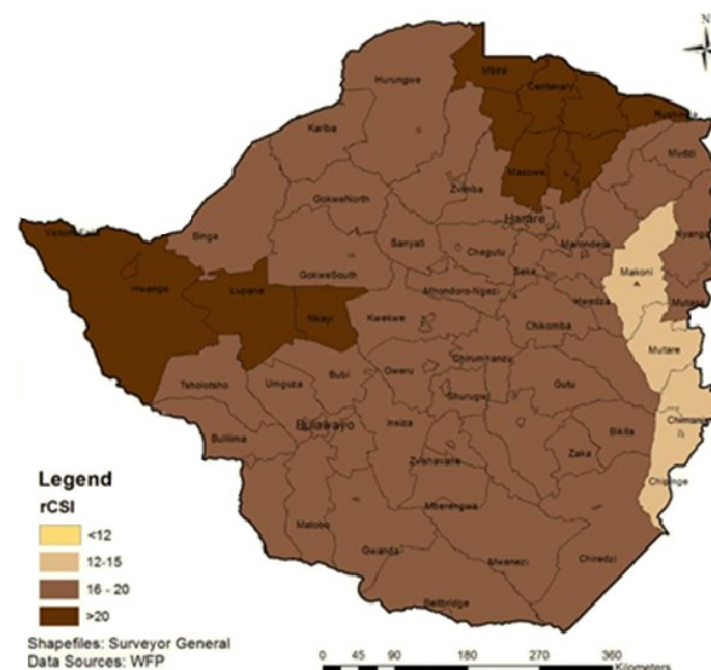 N
Hurungwe
Mbire
Centenary
Rushinga
Kariba
Mudzi
Mazowe
Zvimba
GokweNorth
Harare
Nyanga
Binga
Sanyati
Chegutu
Marondera
Makoni
GokweSouth
Seke
Hwange
Lupane
Mhondoro-Ngezi
Hwedza
Mutasa
Nkayi
Kwekwe
Chikomba
Mutare
Chirumhanzu
Tsholotsho
Umguza
Bubi
Gweru
Gutu
Shurugwi
Bulawayo
Insiza
Bikita
Bulilima
Zaka
Zvishavane
Chipinge
Mberengwa
Matobo
Gwanda
Mwenezi
Chiredzi
Beitbridge
Legend
rCSI
<12
12-15
16 - 20
>20
Shapefiles: Surveyor General
Data Sources: WFP
0 45 90 180 270 360
Kilometers